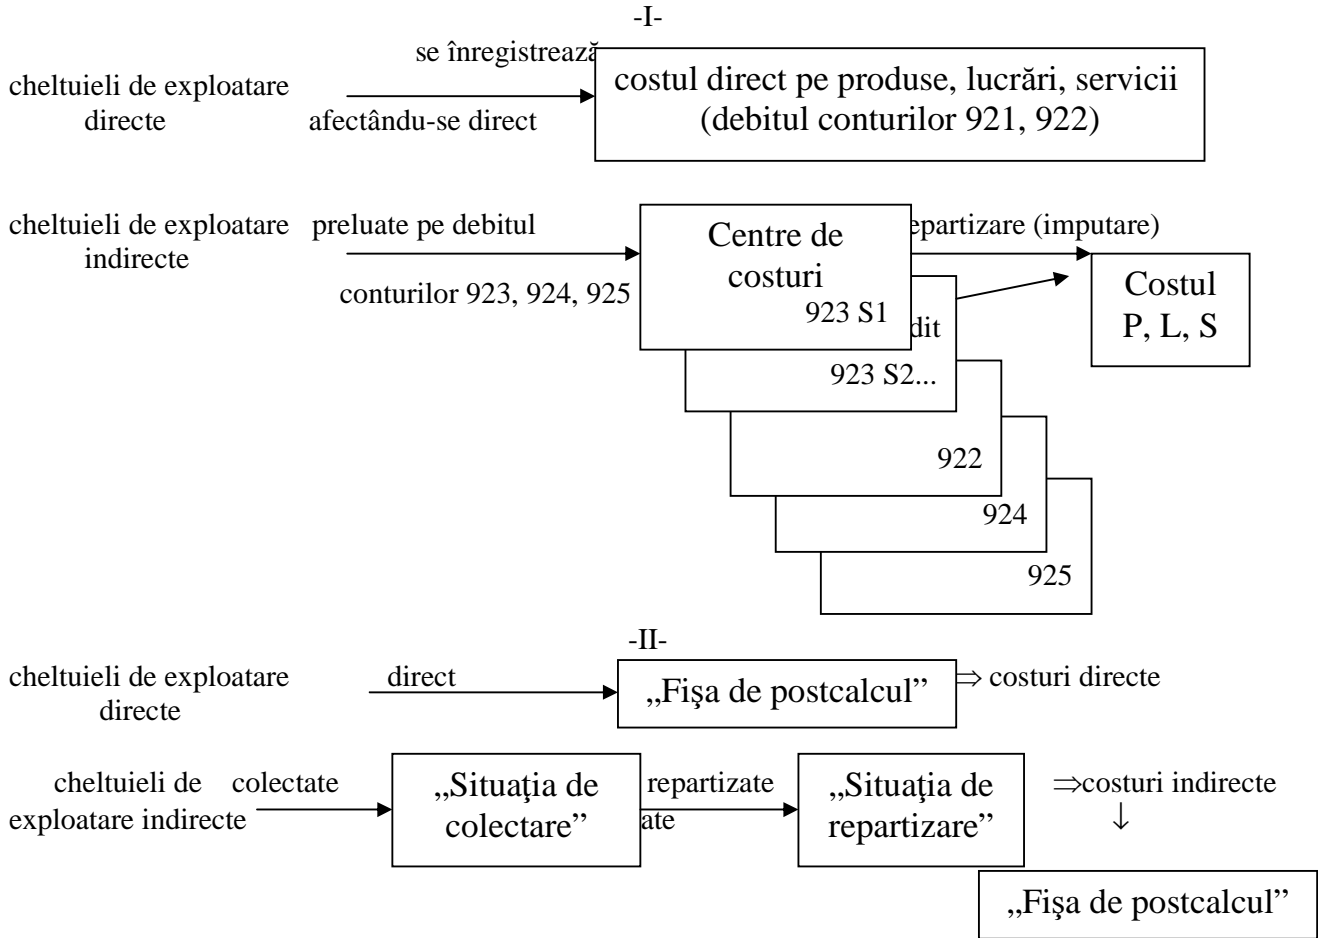 -I-
se înregistrează
cheltuieli de exploatare
directe
afectându-se direct
costul direct pe produse, lucrări, servicii
(debitul conturilor 921, 922)
cheltuieli de exploatare
indirecte
preluate pe debitul
conturilor 923, 924, 925
Centre de
costuri
923 S1
epartizare (imputare)
dit
923 S2...
922
924
925
Costul
P, L, S
-II-
cheltuieli de exploatare
directe
direct
„Fişa de postcalcul”
⇒ costuri directe
cheltuieli de
exploatare indirecte
colectate
„Situaţia de
colectare”
repartizate
ate
„Situaţia de
repartizare”
⇒costuri indirecte
↓
„Fişa de postcalcul”